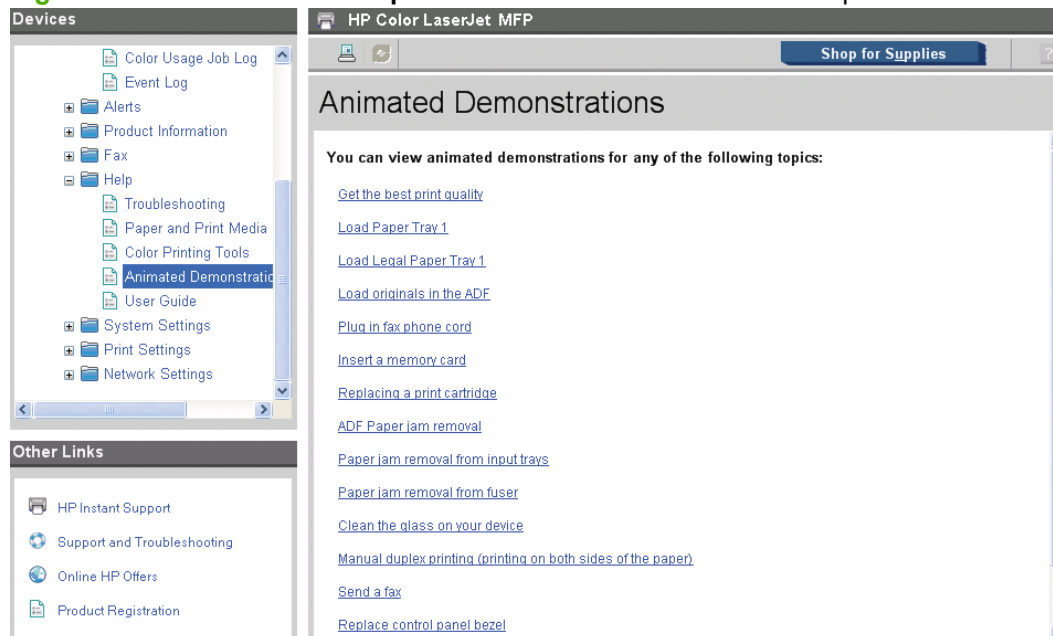 Devices
Color Usage Job Log
Event Log
Alerts
Product Information
Fax
Help
Troubleshooting
Paper and Print Media
Color Printing Tools
Animated Demonstratio
User Guide
System Settings
Print Settings
Network Settings
Other Links
HP Instant Support
Support and Troubleshooting
Online HP Offers
Product Registration
HP Color LaserJet MFP
Shop for Supplies
?
Animated Demonstrations
You can view animated demonstrations for any of the following topics:
Get the best print quality
Load Paper Tray 1
Load Legal Paper Tray 1
Load originals in the ADF
Plug in fax phone cord
Insert a memory card
Replacing a print cartridge
ADF Paper jam removal
Paper jam removal from input trays
Paper jam removal from fuser
Clean the glass on your device
Manual duplex printing (printing on both sides of the paper)
Send a fax
Replace control panel bezel